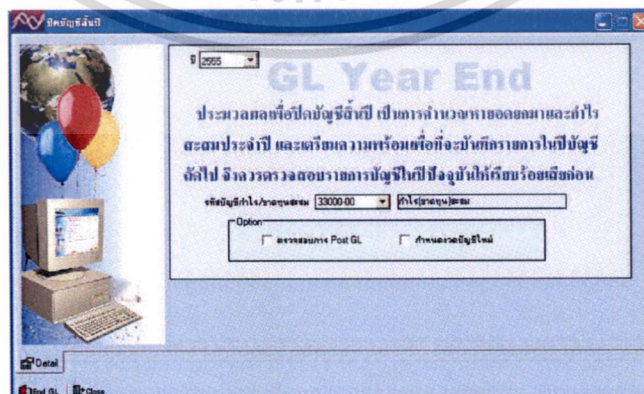 ปิดบัญชีสิ้นปี
ปี 2555
GL Year End
ประมวลผลเพื่อปิดบัญชีสิ้นปี เป็นการคำนวณหายอดยกมาและกำไร
สะสมประจำปี และเตรียมความพร้อมเพื่อที่จะบันทึกรายการในปีบัญชี
ถัดไป จึงควรตรวจสอบรายการบัญชีในปีปัจจุบันให้เรียบร้อยเสียก่อน
รหัสบัญชีกำไร/ขาดทุนสะสม 33000-00 กำไร(ขาดทุน)สะสม
Option
ตรวจสอบการ Post GL กำหนดงวดบัญชีใหม่
Detail
End GL Close